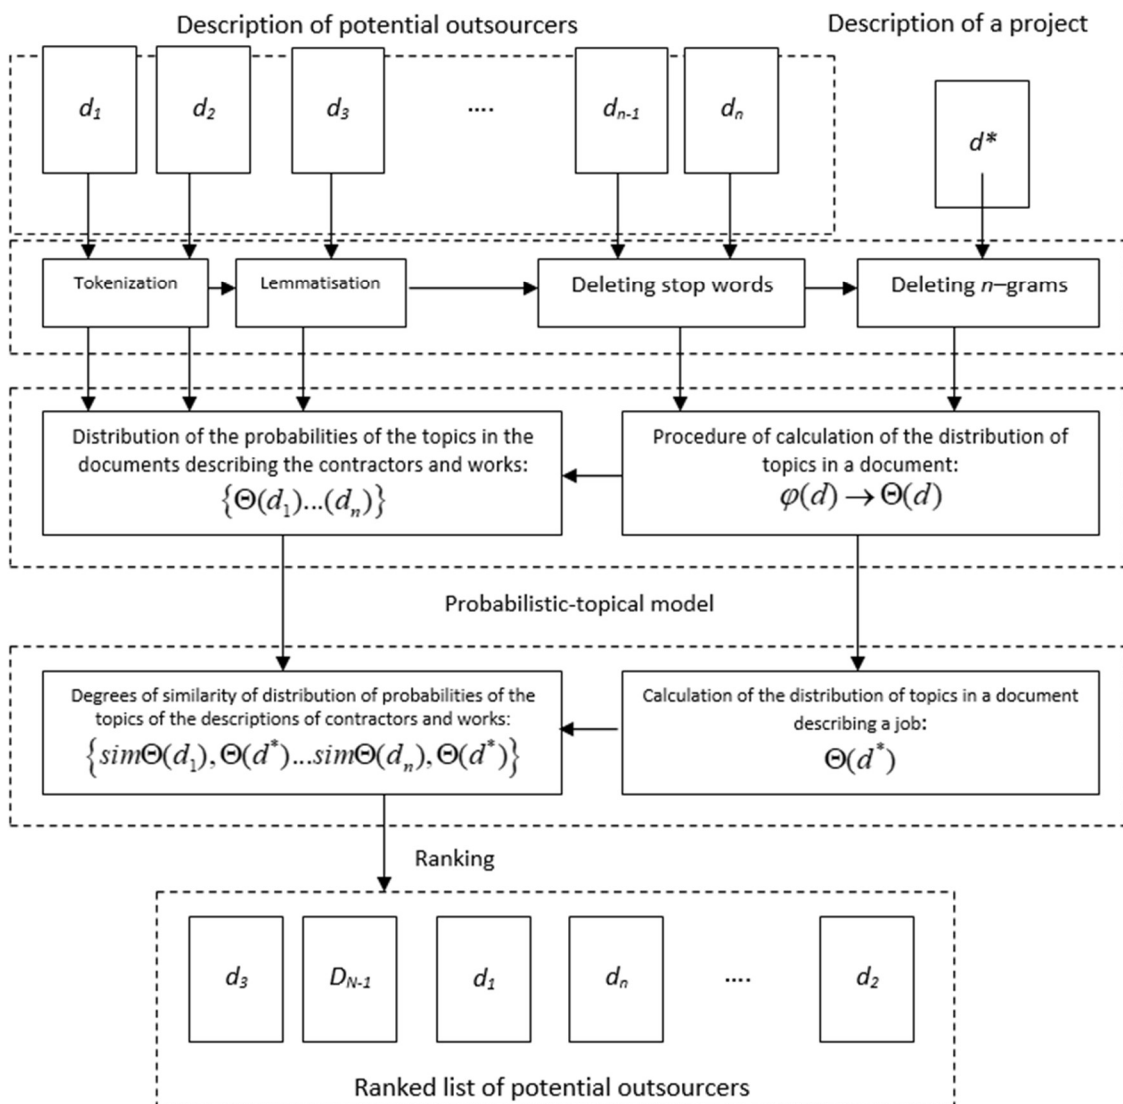 Description of potential outsourcers
Description of a project
d₁
d₂
d₃
....
dₙ₋₁
dₙ
d*
Tokenization
Lemmatisation
Deleting stop words
Deleting n–grams
Distribution of the probabilities of the topics in the
documents describing the contractors and works:
{Θ(d₁)...(dₙ)}
Procedure of calculation of the distribution of
topics in a document:
φ(d) → Θ(d)
Probabilistic-topical model
Degrees of similarity of distribution of probabilities of the
topics of the descriptions of contractors and works:
{simΘ(d₁), Θ(d*)...simΘ(dₙ), Θ(d*)}
Calculation of the distribution of topics in a document
describing a job:
Θ(d*)
Ranking
d₃
D_N-1
d₁
dₙ
....
d₂
Ranked list of potential outsourcers